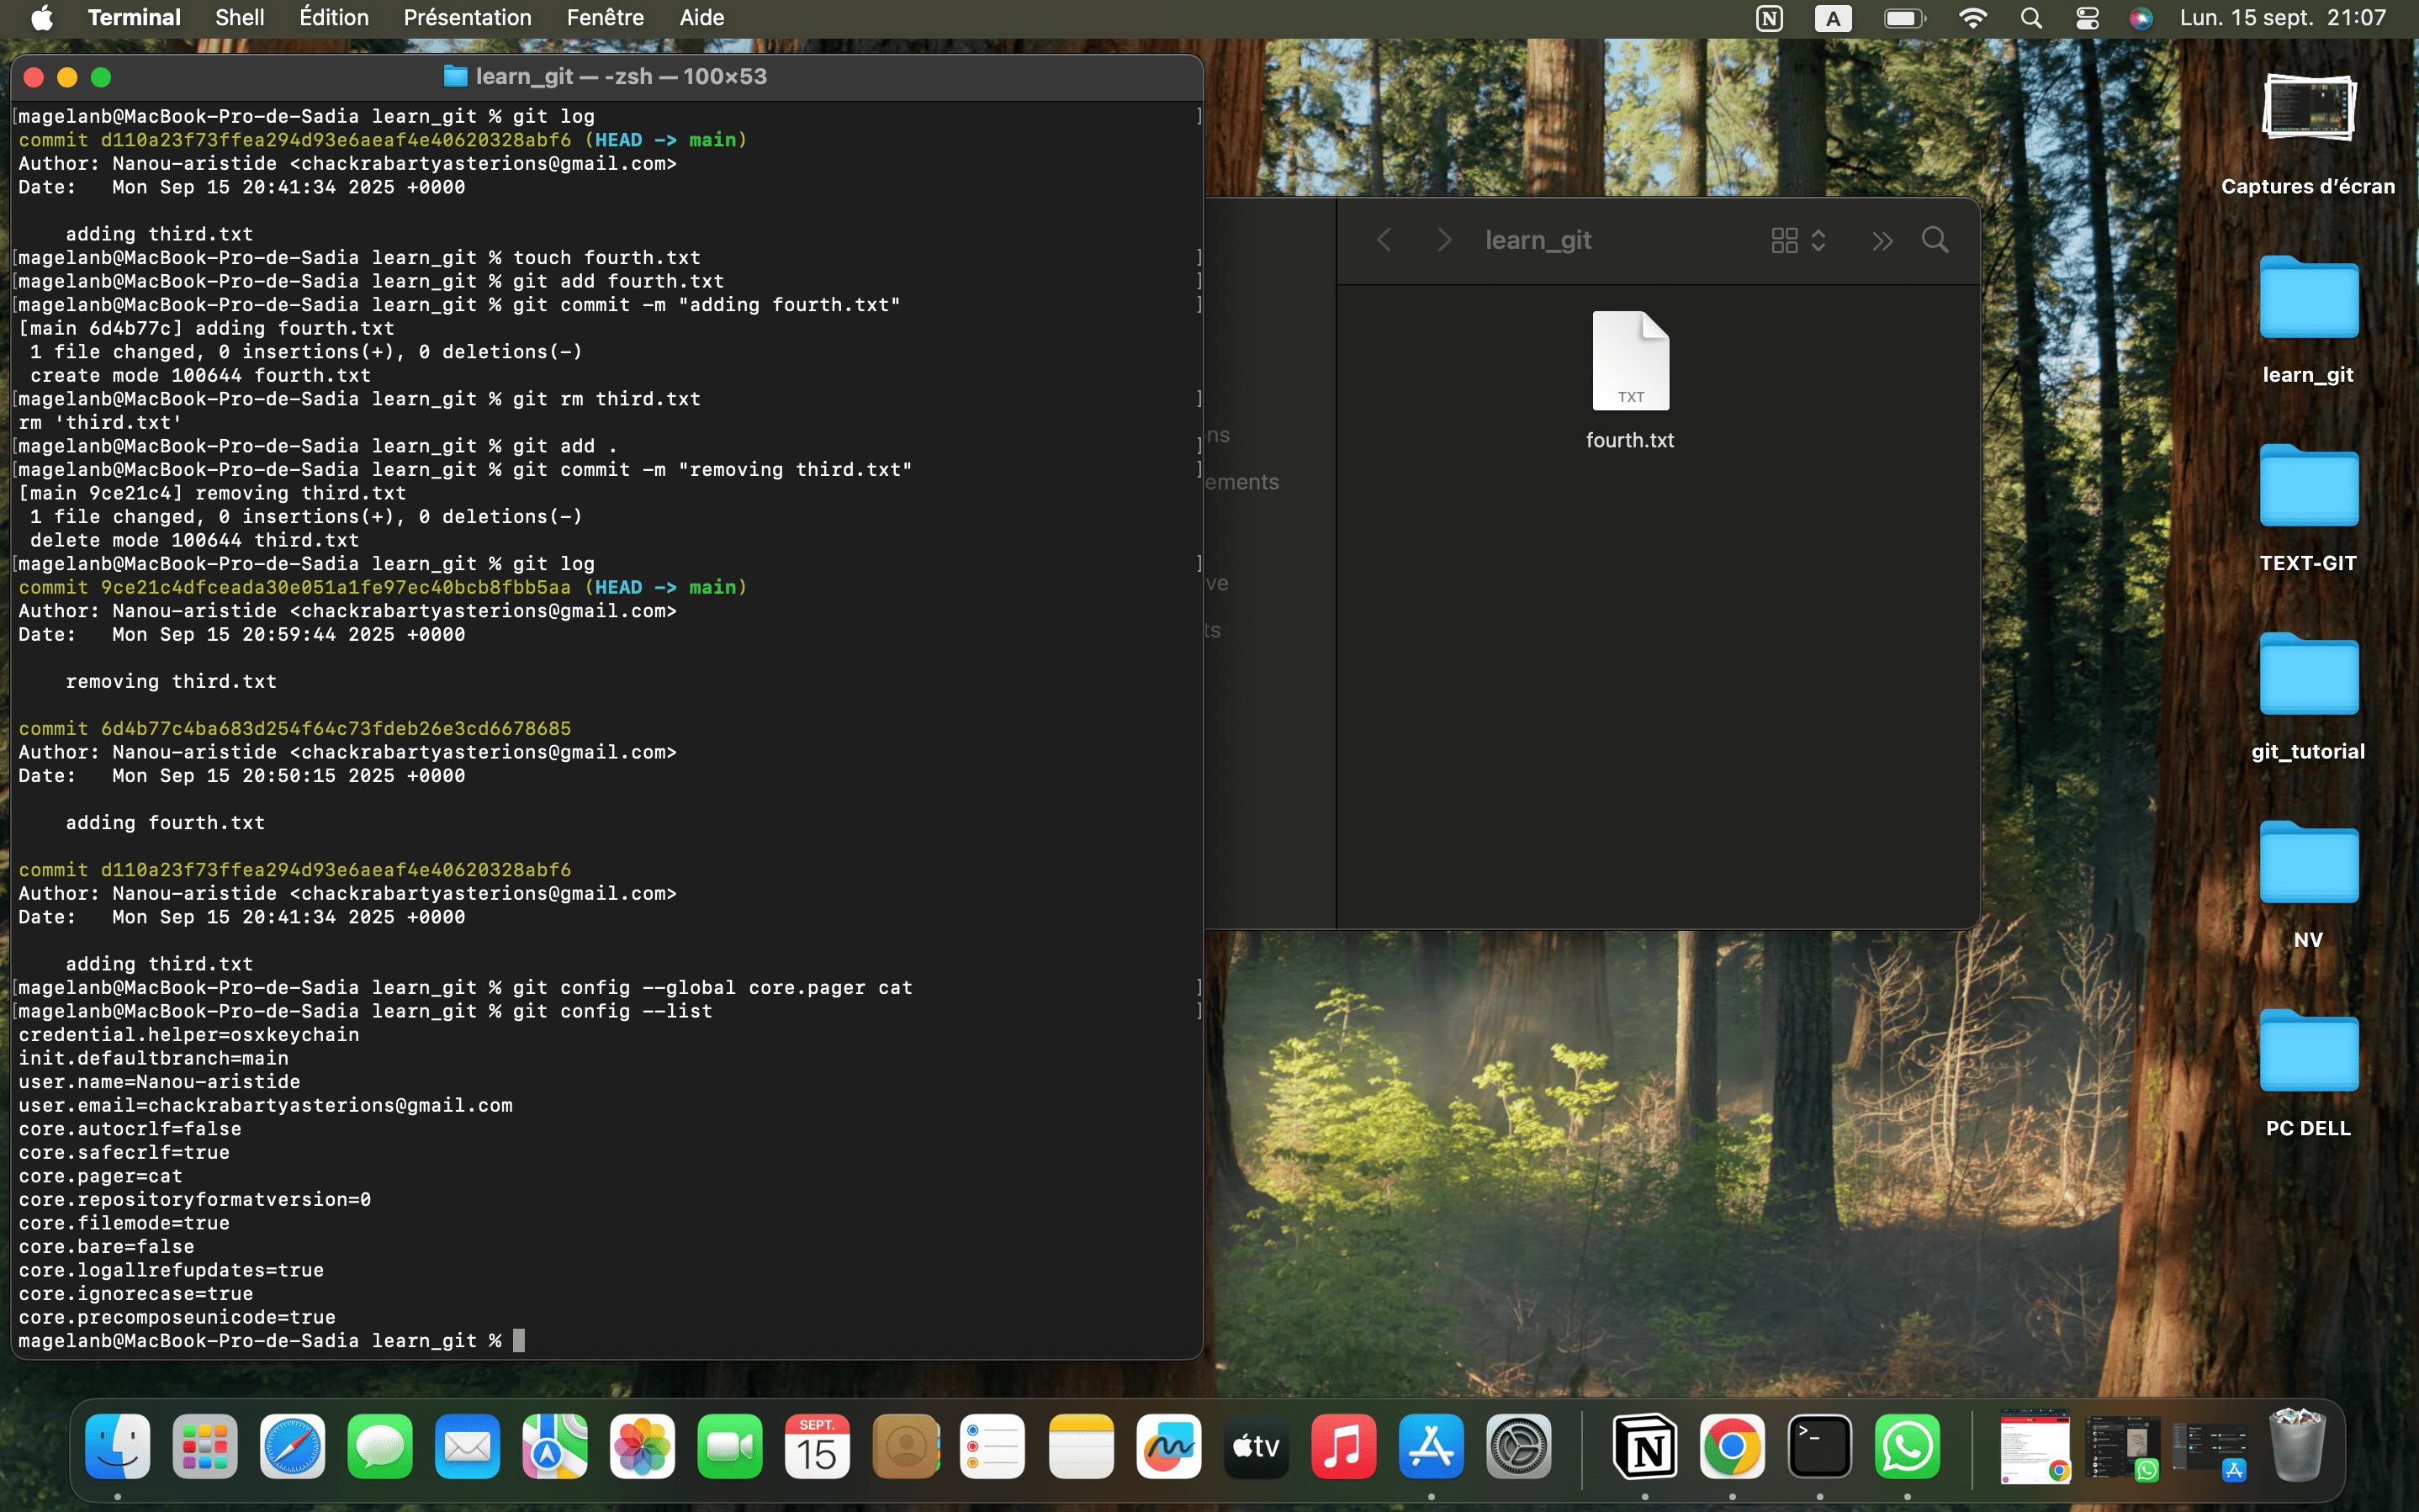 Terminal Shell Édition Présentation Fenêtre Aide
N A Lun. 15 sept. 21:07
learn_git — -zsh — 100×53
[magelanb@MacBook-Pro-de-Sadia learn_git % git log ]
commit d110a23f73ffea294d93e6aeaf4e40620328abf6 (HEAD -> main)
Author: Nanou-aristide <chackrabartyasterions@gmail.com>
Date:   Mon Sep 15 20:41:34 2025 +0000
    adding third.txt
[magelanb@MacBook-Pro-de-Sadia learn_git % touch fourth.txt ]
[magelanb@MacBook-Pro-de-Sadia learn_git % git add fourth.txt ]
[magelanb@MacBook-Pro-de-Sadia learn_git % git commit -m "adding fourth.txt" ]
[main 6d4b77c] adding fourth.txt
 1 file changed, 0 insertions(+), 0 deletions(-)
 create mode 100644 fourth.txt
[magelanb@MacBook-Pro-de-Sadia learn_git % git rm third.txt ]
rm 'third.txt'
[magelanb@MacBook-Pro-de-Sadia learn_git % git add . ]
[magelanb@MacBook-Pro-de-Sadia learn_git % git commit -m "removing third.txt" ]
[main 9ce21c4] removing third.txt
 1 file changed, 0 insertions(+), 0 deletions(-)
 delete mode 100644 third.txt
[magelanb@MacBook-Pro-de-Sadia learn_git % git log ]
commit 9ce21c4dfceada30e051a1fe97ec40bcb8fbb5aa (HEAD -> main)
Author: Nanou-aristide <chackrabartyasterions@gmail.com>
Date:   Mon Sep 15 20:59:44 2025 +0000
    removing third.txt
commit 6d4b77c4ba683d254f64c73fdeb26e3cd6678685
Author: Nanou-aristide <chackrabartyasterions@gmail.com>
Date:   Mon Sep 15 20:50:15 2025 +0000
    adding fourth.txt
commit d110a23f73ffea294d93e6aeaf4e40620328abf6
Author: Nanou-aristide <chackrabartyasterions@gmail.com>
Date:   Mon Sep 15 20:41:34 2025 +0000
    adding third.txt
[magelanb@MacBook-Pro-de-Sadia learn_git % git config --global core.pager cat ]
[magelanb@MacBook-Pro-de-Sadia learn_git % git config --list ]
credential.helper=osxkeychain
init.defaultbranch=main
user.name=Nanou-aristide
user.email=chackrabartyasterions@gmail.com
core.autocrlf=false
core.safecrlf=true
core.pager=cat
core.repositoryformatversion=0
core.filemode=true
core.bare=false
core.logallrefupdates=true
core.ignorecase=true
core.precomposeunicode=true
magelanb@MacBook-Pro-de-Sadia learn_git %
learn_git
ns
ements
ve
ts
TXT
fourth.txt
Captures d'écran
learn_git
TEXT-GIT
git_tutorial
NV
PC DELL
SEPT.
15
tv
N
>_